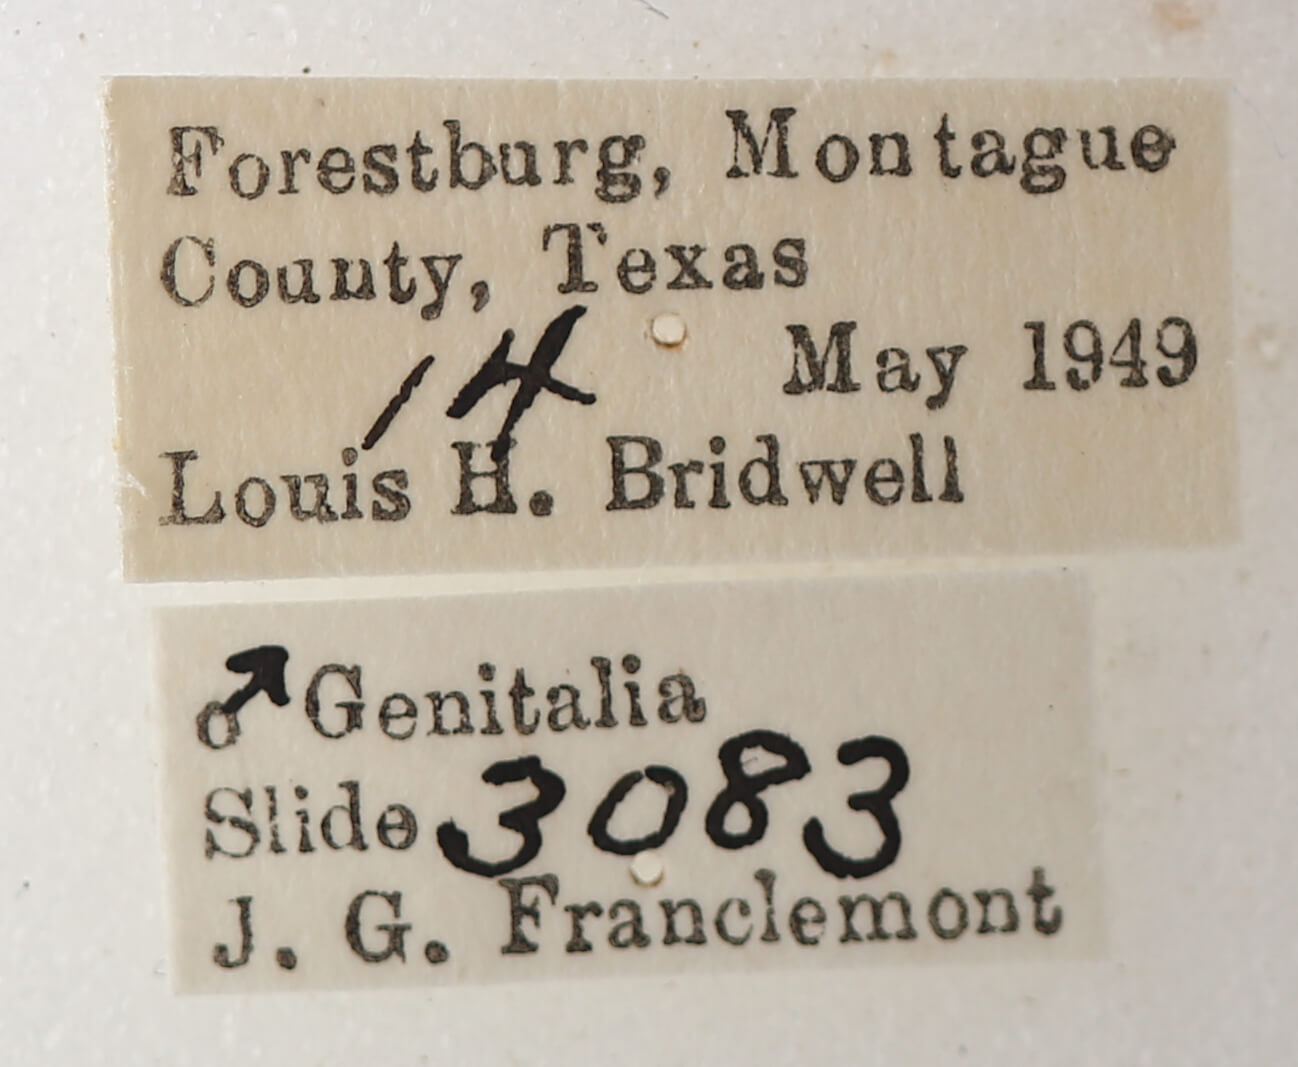 Forestburg, Montague
County, Texas
14 May 1949
Louis H. Bridwell
♂ Genitalia
Slide 3083
J. G. Franclemont